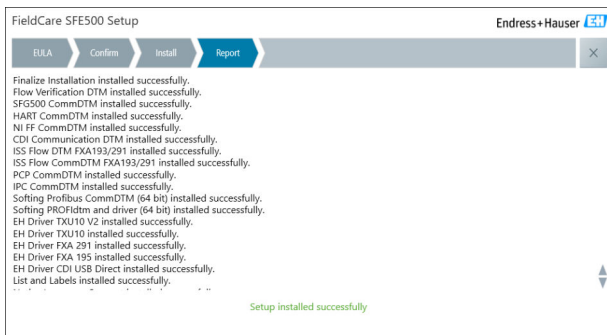 FieldCare SFE500 Setup
Endress+Hauser EH
EULA
Confirm
Install
Report
Finalize Installation installed successfully.
Flow Verification DTM installed successfully.
SFG500 CommDTM installed successfully.
HART CommDTM installed successfully.
NI FF CommDTM installed successfully.
CDI Communication DTM installed successfully.
ISS Flow DTM FXA193/291 installed successfully.
ISS Flow CommDTM FXA193/291 installed successfully.
PCP CommDTM installed successfully.
IPC CommDTM installed successfully.
Softing Profibus CommDTM (64 bit) installed successfully.
Softing PROFIdtm and driver (64 bit) installed successfully.
EH Driver TXU10 V2 installed successfully.
EH Driver TXU10 installed successfully.
EH Driver FXA 291 installed successfully.
EH Driver FXA 195 installed successfully.
EH Driver CDI USB Direct installed successfully.
List and Labels installed successfully.
Setup installed successfully